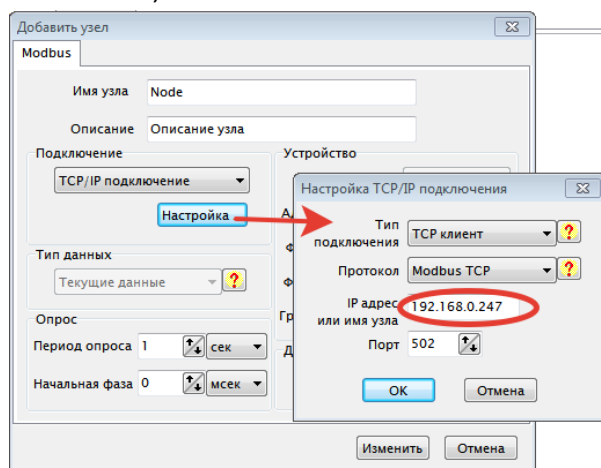 Добавить узел
Modbus
Имя узла Node
Описание Описание узла
Подключение
TCP/IP подключение
Настройка
Тип данных
Текущие данные ?
Опрос
Период опроса 1 сек
Начальная фаза 0 мсек
Устройство
Настройка TCP/IP подключения
Тип подключения TCP клиент ?
Протокол Modbus TCP ?
IP адрес или имя узла 192.168.0.247
Порт 502
OK Отмена
Изменить Отмена